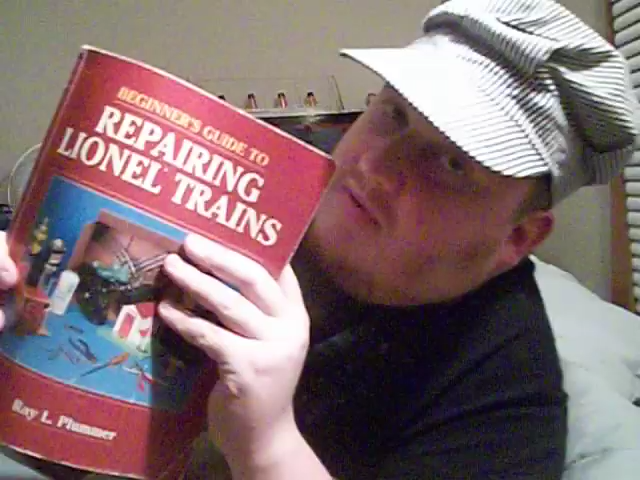 BEGINNER'S GUIDE TO
REPAIRING
LIONEL TRAINS
Ray L. Plummer